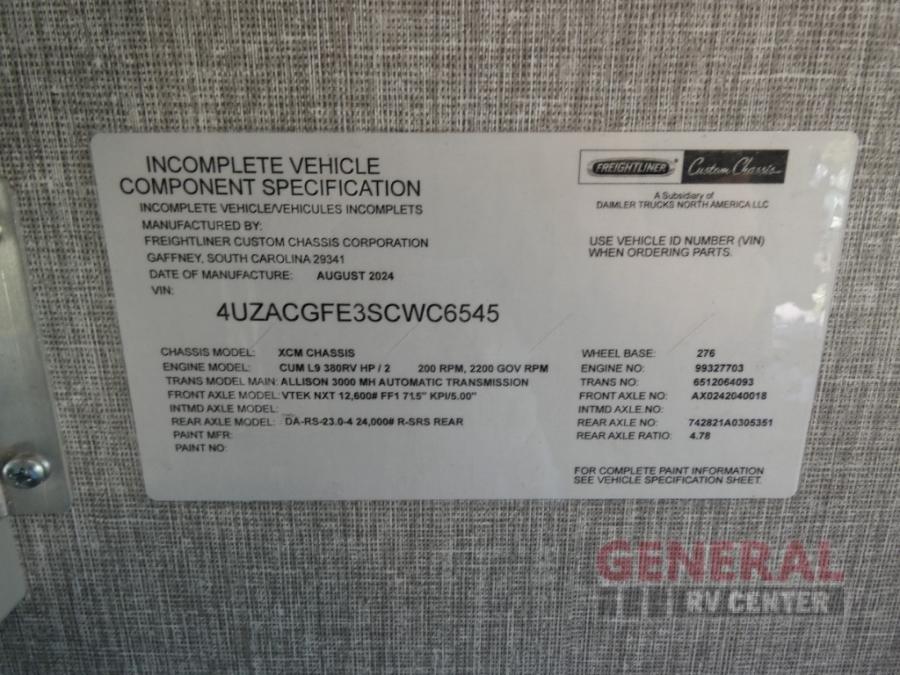 INCOMPLETE VEHICLE
COMPONENT SPECIFICATION
INCOMPLETE VEHICLE/VEHICULES INCOMPLETS
MANUFACTURED BY:
FREIGHTLINER CUSTOM CHASSIS CORPORATION
GAFFNEY, SOUTH CAROLINA 29341
DATE OF MANUFACTURE: AUGUST 2024
VIN:
4UZACGFE3SCWC6545
FREIGHTLINER Custom Chassis
A Subsidiary of
DAIMLER TRUCKS NORTH AMERICA LLC
USE VEHICLE ID NUMBER (VIN)
WHEN ORDERING PARTS.
CHASSIS MODEL: XCM CHASSIS
ENGINE MODEL: CUM L9 380RV HP / 2 200 RPM, 2200 GOV RPM
TRANS MODEL MAIN: ALLISON 3000 MH AUTOMATIC TRANSMISSION
FRONT AXLE MODEL: VTEK NXT 12,600# FF1 71.5" KPI/5.00"
INTMD AXLE MODEL:
REAR AXLE MODEL: DA-RS-23.0-4 24,000# R-SRS REAR
PAINT MFR:
PAINT NO:
WHEEL BASE: 276
ENGINE NO: 99327703
TRANS NO: 6512064093
FRONT AXLE NO: AX0242040018
INTMD AXLE NO:
REAR AXLE NO: 742821A0305351
REAR AXLE RATIO: 4.78
FOR COMPLETE PAINT INFORMATION
SEE VEHICLE SPECIFICATION SHEET.
GENERAL
RV CENTER